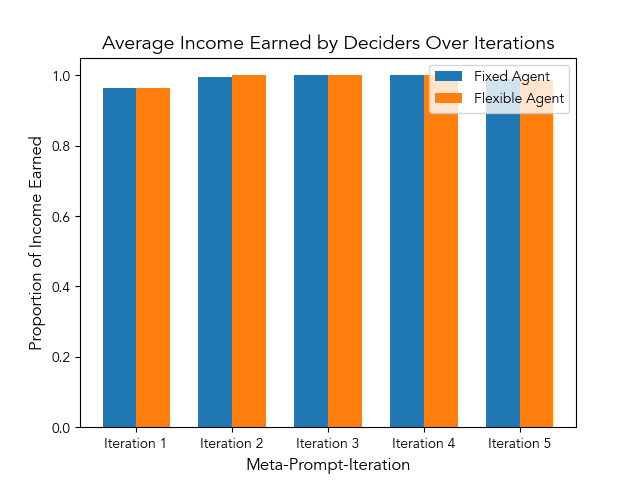 Average Income Earned by Deciders Over Iterations
Fixed Agent
Flexible Agent
Proportion of Income Earned
1.0
0.8
0.6
0.4
0.2
0.0
Iteration 1
Iteration 2
Iteration 3
Iteration 4
Iteration 5
Meta-Prompt-Iteration